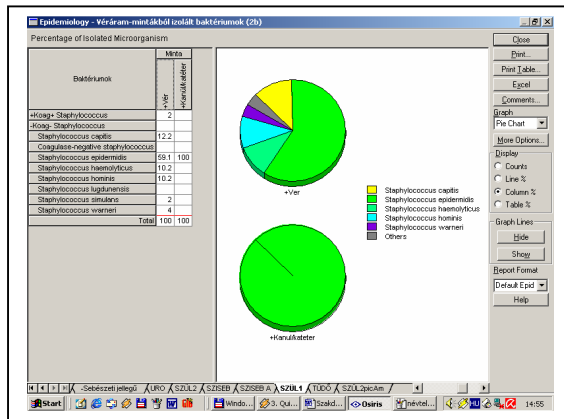 Epidemiology - Véráram-mintákból izolált baktériumok (2b)
Percentage of Isolated Microorganism
Minta
Baktériumok
+Vér
+Kanül/katéter
+Koag+ Staphylococcus 2
-Koag- Staphylococcus
Staphylococcus capitis 12.2
Coagulase-negative staphylococcus
Staphylococcus epidermidis 59.1 100
Staphylococcus haemolyticus 10.2
Staphylococcus hominis 10.2
Staphylococcus lugdunensis
Staphylococcus simulans 2
Staphylococcus warneri 4
Total 100 100
+Ver
Staphylococcus capitis
Staphylococcus epidermidis
Staphylococcus haemolyticus
Staphylococcus hominis
Staphylococcus warneri
Others
+Kanul/kateter
Close
Print...
Print Table...
Excel
Comments...
Graph
Pie Chart
More Options...
Display
Counts
Line %
Column %
Table %
Graph Lines
Hide
Show
Report Format
Default Epid
Help
-Sebészeti jellegű URO SZÜL2 SZISEB SZISEB A SZÜL1 TÜDŐ SZÜL2picAm
Start Windo... 3. Qui... Szakd... Osiris névtel... HU 14:55